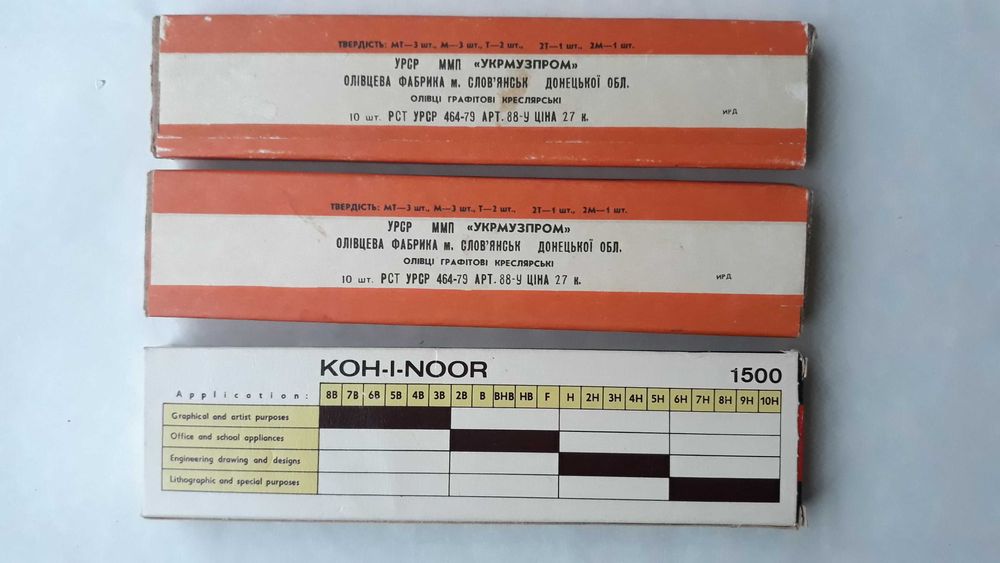 ТВЕРДІСТЬ: МТ—3 шт., М—3 шт., Т—2 шт., 2Т—1 шт., 2М—1 шт.
УРСР ММП «УКРМУЗПРОМ»
ОЛІВЦЕВА ФАБРИКА м. СЛОВ'ЯНСЬК ДОНЕЦЬКОЇ ОБЛ.
ОЛІВЦІ ГРАФІТОВІ КРЕСЛЯРСЬКІ
10 шт. РСТ УРСР 464-79 АРТ. 88-У ЦІНА 27 к.
ИРД
ТВЕРДІСТЬ: МТ—3 шт., М—3 шт., Т—2 шт., 2Т—1 шт., 2М—1 шт.
УРСР ММП «УКРМУЗПРОМ»
ОЛІВЦЕВА ФАБРИКА м. СЛОВ'ЯНСЬК ДОНЕЦЬКОЇ ОБЛ.
ОЛІВЦІ ГРАФІТОВІ КРЕСЛЯРСЬКІ
10 шт. РСТ УРСР 464-79 АРТ. 88-У ЦІНА 27 к.
ИРД
KOH-I-NOOR 1500
Application: 8B 7B 6B 5B 4B 3B 2B B BHB HB F H 2H 3H 4H 5H 6H 7H 8H 9H 10H
Graphical and artist purposes
Office and school appliances
Engineering drawing and designs
Lithographic and special purposes